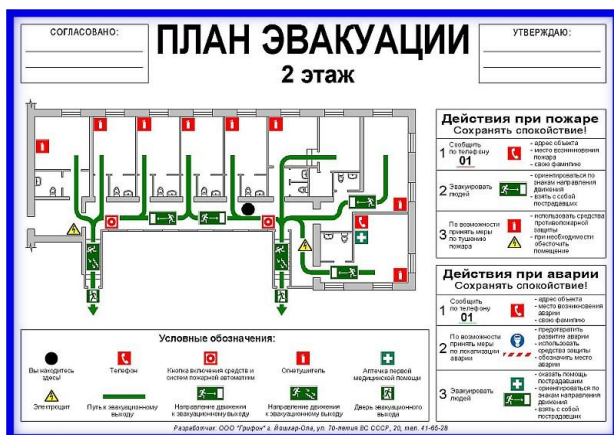 СОГЛАСОВАНО:
ПЛАН ЭВАКУАЦИИ
2 этаж
УТВЕРЖДАЮ:
Действия при пожаре
Сохранять спокойствие!
1 Сообщить
по телефону
01
- адрес объекта
- место возникновения
пожара
- свою фамилию
2 Эвакуировать
людей
- ориентироваться по
знакам направления
движения
- взять с собой
пострадавших
3 По возможности
принять меры
по тушению
пожара
- использовать средства
противопожарной
защиты
- при необходимости
обесточить
помещение
Действия при аварии
Сохранять спокойствие!
1 Сообщить
по телефону
01
- адрес объекта
- место возникновения
аварии
- свою фамилию
2 По возможности
принять меры
по локализации
аварии
- предотвратить
развитие аварии
- использовать
средства защиты
- обозначить место
аварии
3 Эвакуировать
людей
- оказать помощь
пострадавшим
- ориентироваться по
знакам направления
движения
- взять с собой
пострадавших
Условные обозначения:
Вы находитесь
здесь!
Телефон
Кнопка включения средств и
систем пожарной автоматики
Огнетушитель
Аптечка первой
медицинской помощи
Электрощит
Путь к эвакуационному
выходу
Направление движения
к эвакуационному выходу
Направление движения
к эвакуационному выходу
Дверь эвакуационного
выхода
Разработчик: ООО "Грифон" г. Йошкар-Ола, ул. 70-летия ВС СССР, 20, тел. 41-65-28